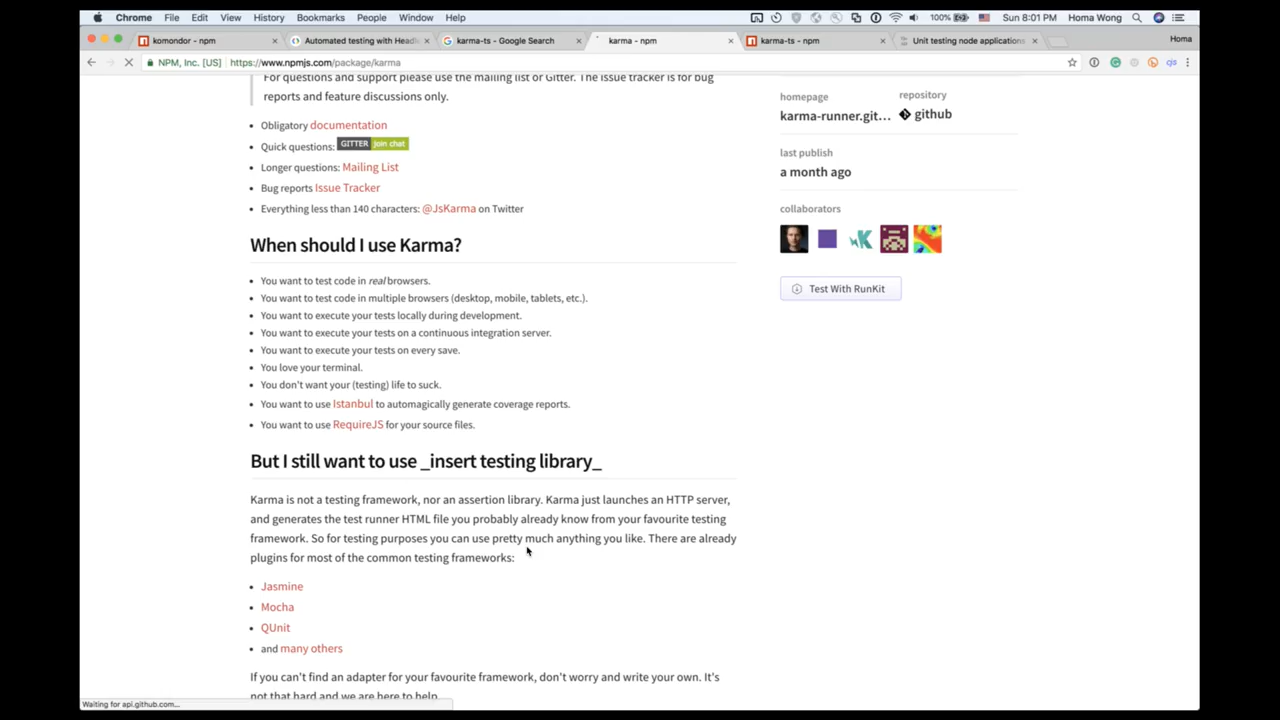 Chrome File Edit View History Bookmarks People Window Help 100% Sun 8:01 PM Homa Wong
komondor - npm Automated testing with Headl karma-ts - Google Search karma - npm karma-ts - npm Unit testing node applications Homa
NPM, Inc. [US] https://www.npmjs.com/package/karma
For questions and support please use the mailing list or Gitter. The issue tracker is for bug
reports and feature discussions only.
Obligatory documentation
Quick questions: GITTER join chat
Longer questions: Mailing List
Bug reports Issue Tracker
Everything less than 140 characters: @JsKarma on Twitter
When should I use Karma?
You want to test code in real browsers.
You want to test code in multiple browsers (desktop, mobile, tablets, etc.).
You want to execute your tests locally during development.
You want to execute your tests on a continuous integration server.
You want to execute your tests on every save.
You love your terminal.
You don't want your (testing) life to suck.
You want to use Istanbul to automagically generate coverage reports.
You want to use RequireJS for your source files.
But I still want to use _insert testing library_
Karma is not a testing framework, nor an assertion library. Karma just launches an HTTP server,
and generates the test runner HTML file you probably already know from your favourite testing
framework. So for testing purposes you can use pretty much anything you like. There are already
plugins for most of the common testing frameworks:
Jasmine
Mocha
QUnit
and many others
If you can't find an adapter for your favourite framework, don't worry and write your own. It's
not that hard and we are here to help.
homepage
karma-runner.git...
repository
github
last publish
a month ago
collaborators
Test With RunKit
Waiting for api.github.com...